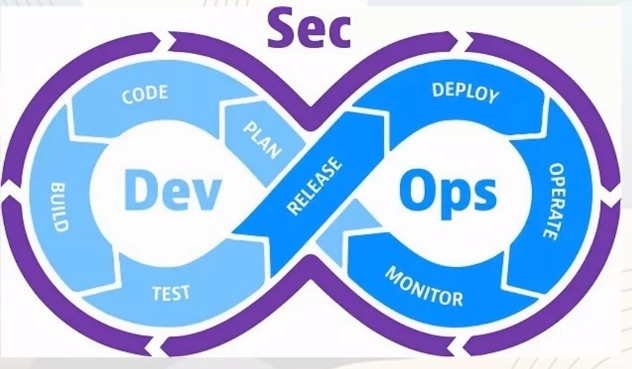 Sec
CODE
PLAN
Dev
BUILD
TEST
RELEASE
DEPLOY
Ops
OPERATE
MONITOR